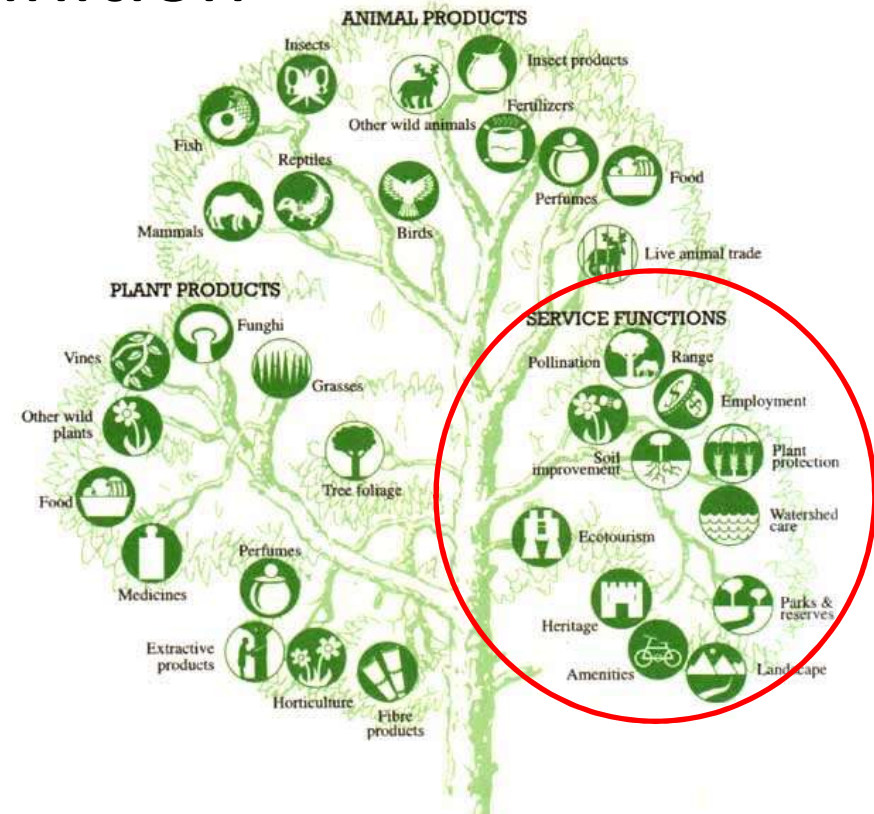 ANIMAL PRODUCTS
Insects
Insect products
Other wild animals
Fertilizers
Fish
Reptiles
Perfumes
Food
Mammals
Birds
Live animal trade
PLANT PRODUCTS
Funghi
Vines
Grasses
Other wild
plants
Tree foliage
Food
Medicines
Perfumes
Extractive
products
Horticulture
Fibre
products
SERVICE FUNCTIONS
Pollination
Range
Employment
Soil
improvement
Plant
protection
Watershed
care
Ecotourism
Heritage
Parks &
reserves
Amenities
Landscape